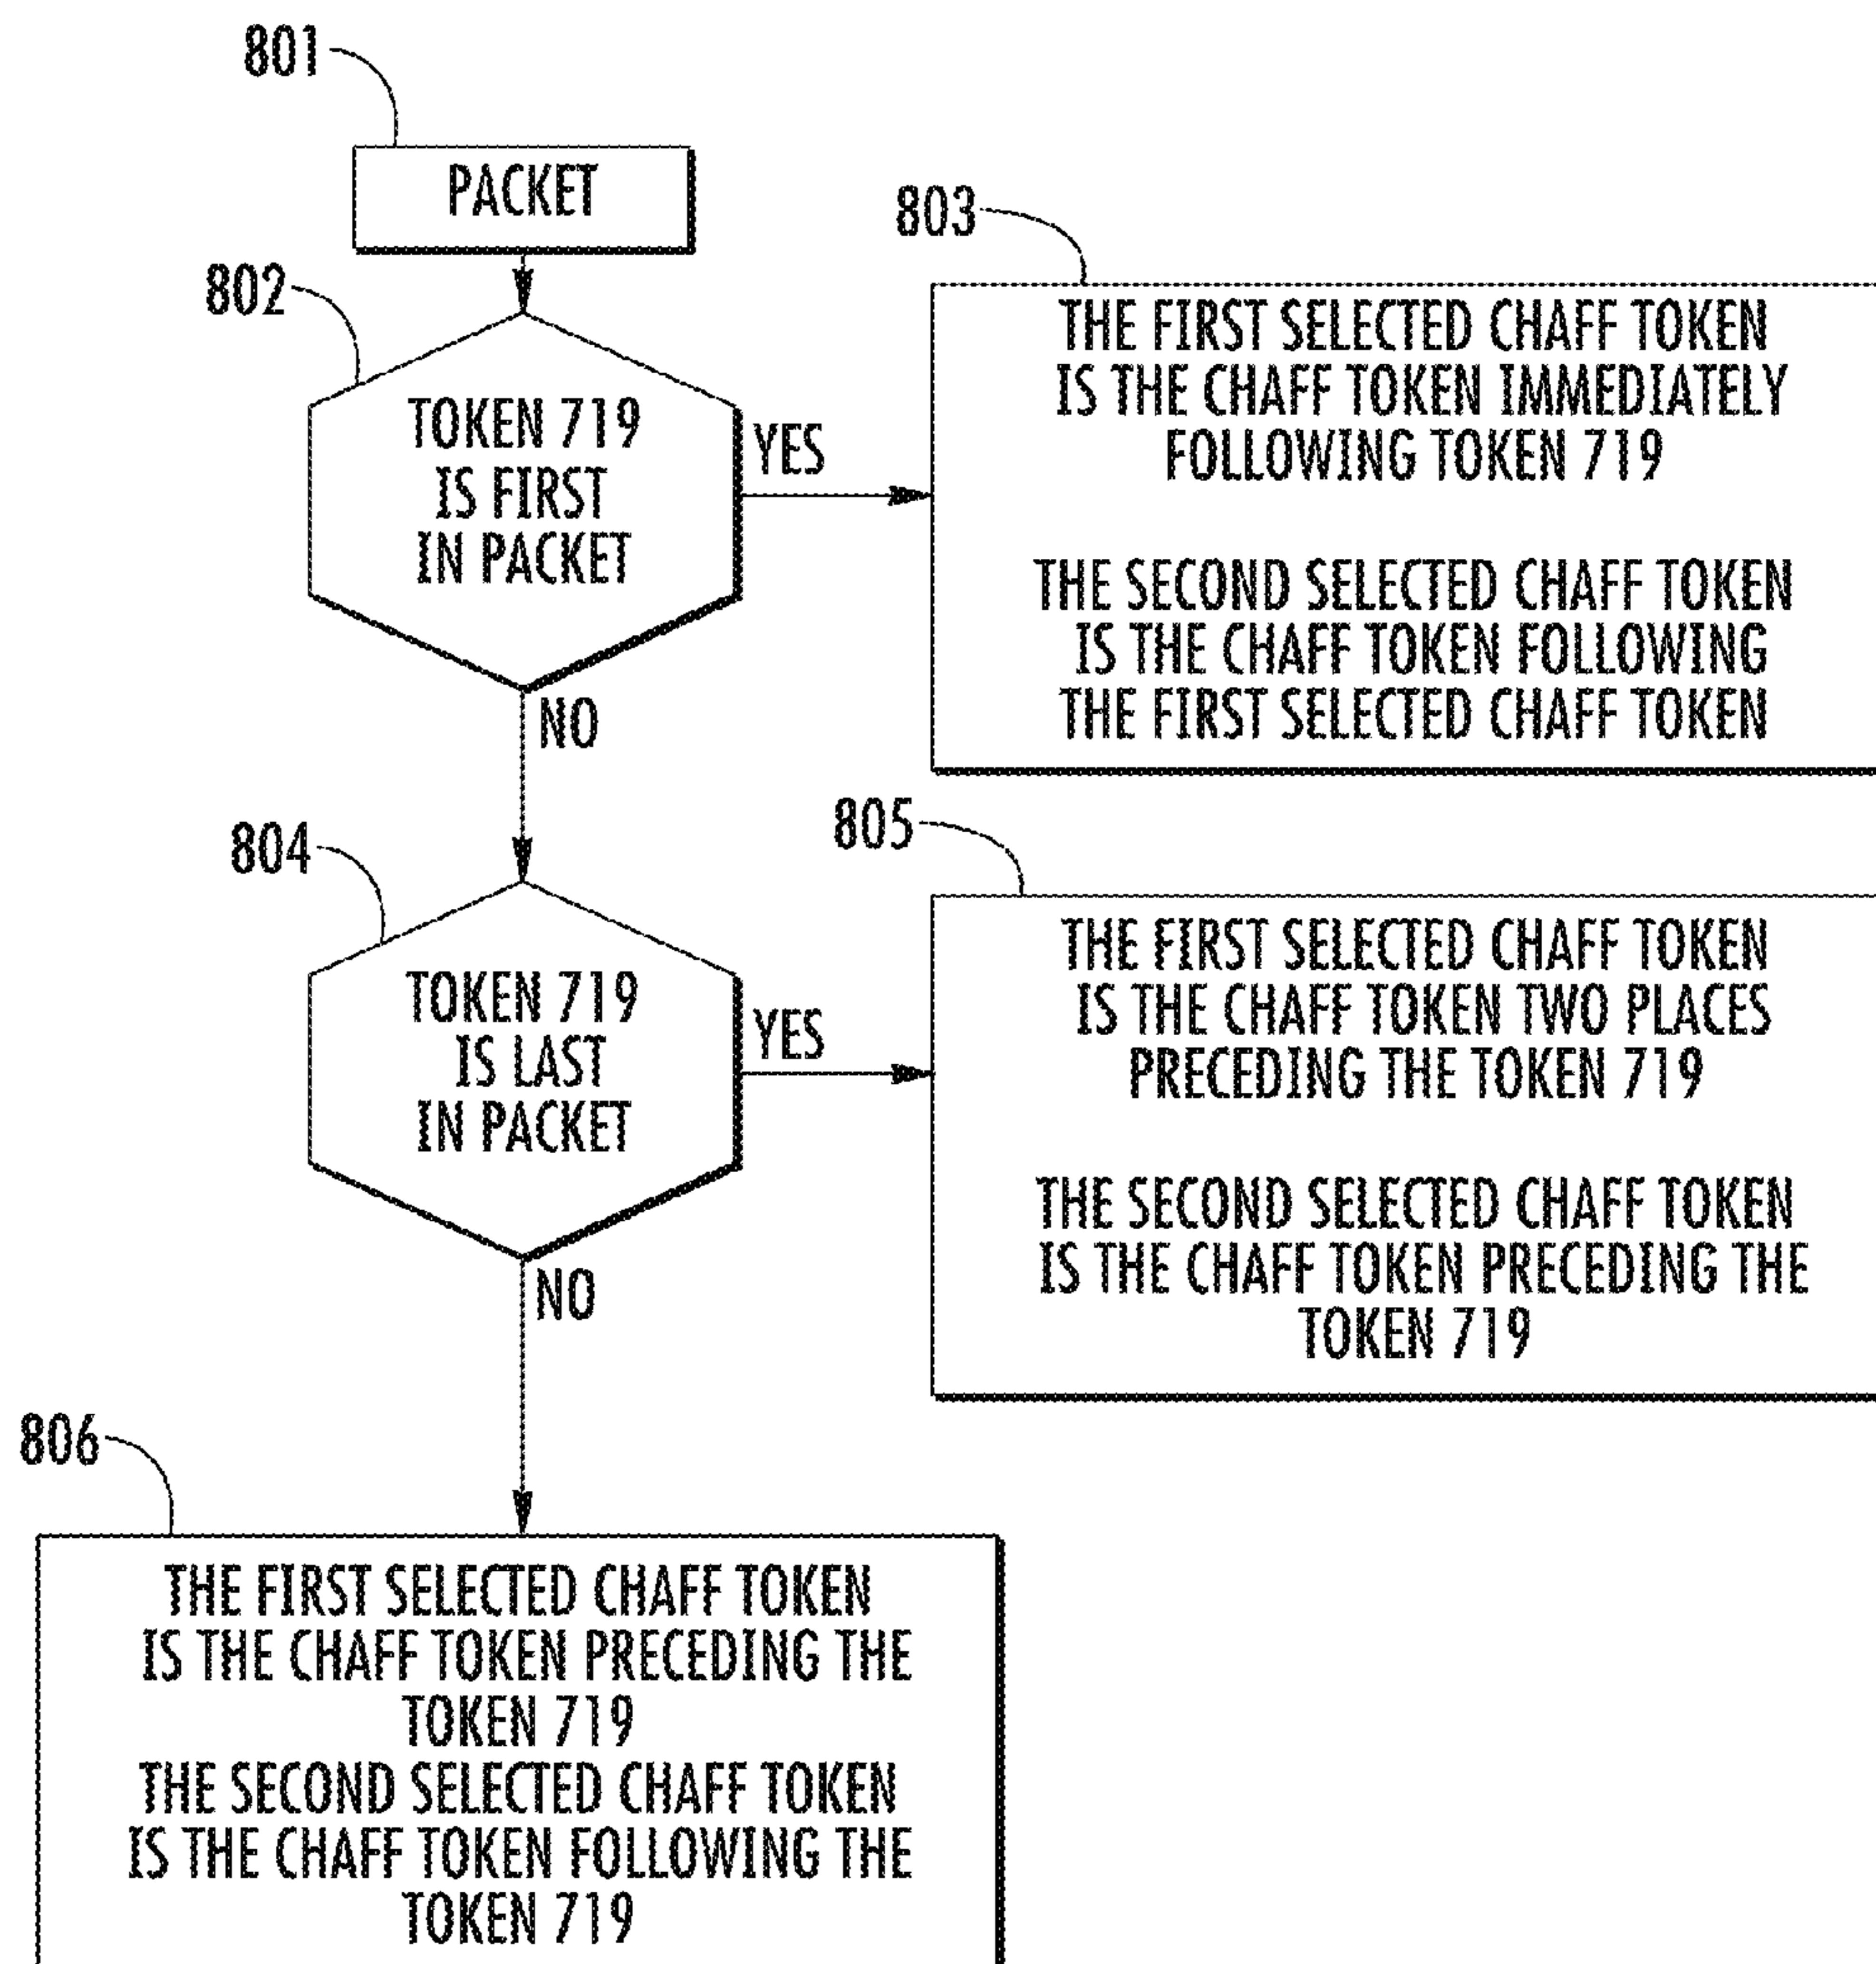 801
PACKET
802
TOKEN 719
IS FIRST
IN PACKET
YES
803
THE FIRST SELECTED CHAFF TOKEN
IS THE CHAFF TOKEN IMMEDIATELY
FOLLOWING TOKEN 719
THE SECOND SELECTED CHAFF TOKEN
IS THE CHAFF TOKEN FOLLOWING
THE FIRST SELECTED CHAFF TOKEN
NO
804
TOKEN 719
IS LAST
IN PACKET
YES
805
THE FIRST SELECTED CHAFF TOKEN
IS THE CHAFF TOKEN TWO PLACES
PRECEDING THE TOKEN 719
THE SECOND SELECTED CHAFF TOKEN
IS THE CHAFF TOKEN PRECEDING THE
TOKEN 719
NO
806
THE FIRST SELECTED CHAFF TOKEN
IS THE CHAFF TOKEN PRECEDING THE
TOKEN 719
THE SECOND SELECTED CHAFF TOKEN
IS THE CHAFF TOKEN FOLLOWING THE
TOKEN 719